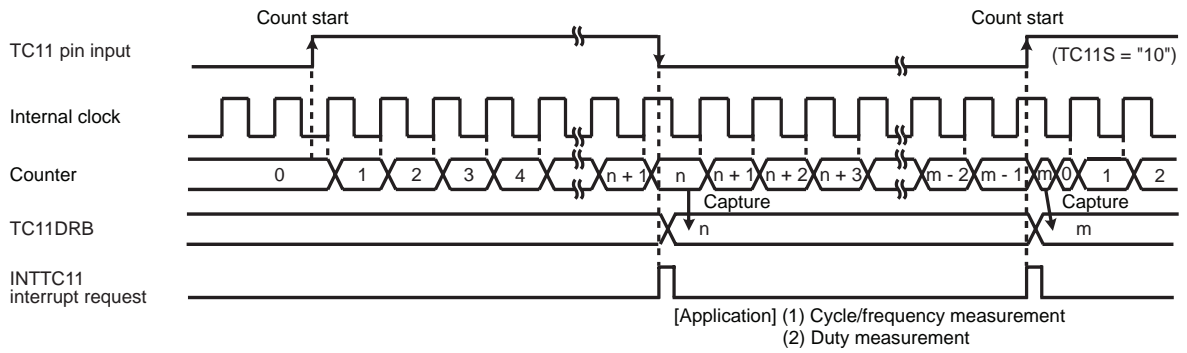 Count start
Count start
TC11 pin input
(TC11S = "10")
Internal clock
Counter
0 1 2 3 4 n + 1 n n + 1 n + 2 n + 3 m - 2 m - 1 m 0 1 2
Capture
Capture
TC11DRB
n
m
INTTC11
interrupt request
[Application] (1) Cycle/frequency measurement
(2) Duty measurement